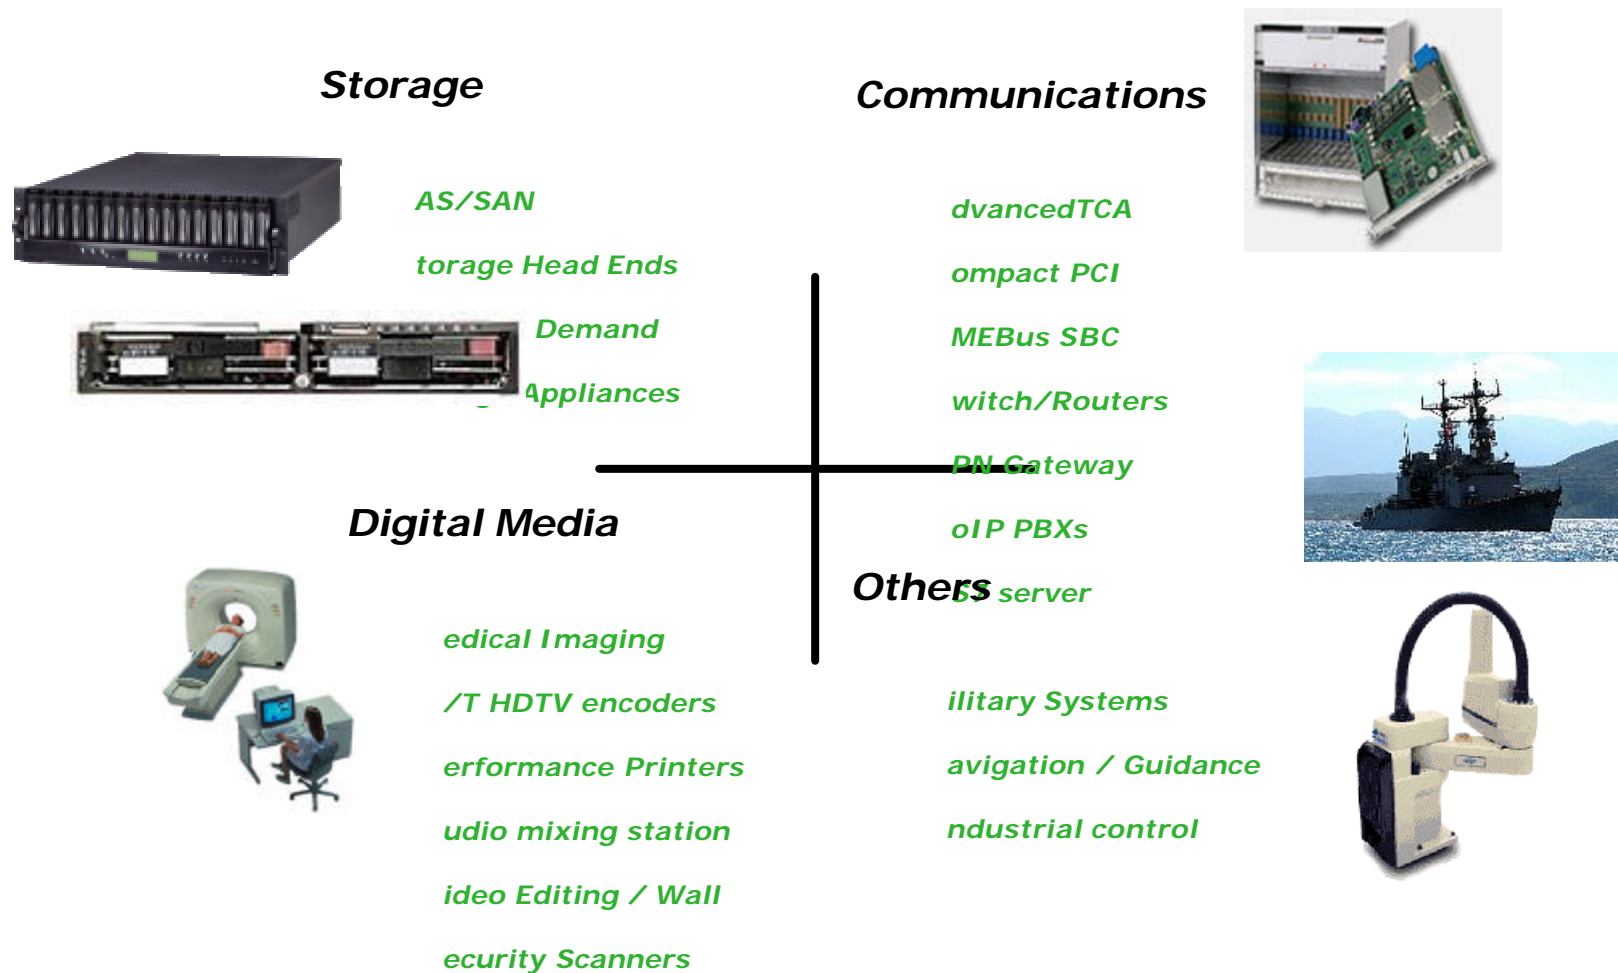 Storage
AS/SAN
torage Head Ends
Demand
Appliances
Communications
dvancedTCA
ompact PCI
MEBus SBC
witch/Routers
PN Gateway
oIP PBXs
server
Digital Media
edical Imaging
/T HDTV encoders
erformance Printers
udio mixing station
ideo Editing / Wall
ecurity Scanners
Others
ilitary Systems
avigation / Guidance
ndustrial control